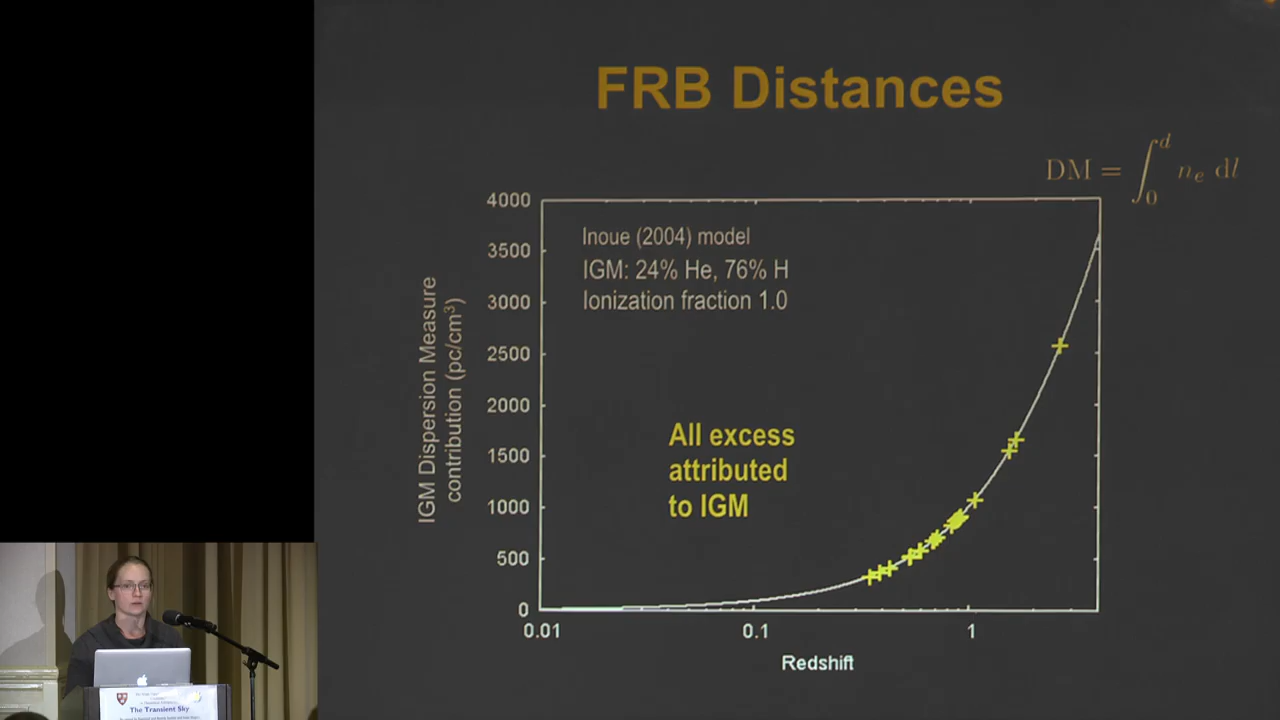 FRB Distances
DM = ∫₀ᵈ nₑ dl
4000
3500
3000
2500
2000
1500
1000
500
0
IGM Dispersion Measure
contribution (pc/cm³)
Inoue (2004) model
IGM: 24% He, 76% H
Ionization fraction 1.0
All excess
attributed
to IGM
0.01
0.1
1
Redshift
The Transient Sky